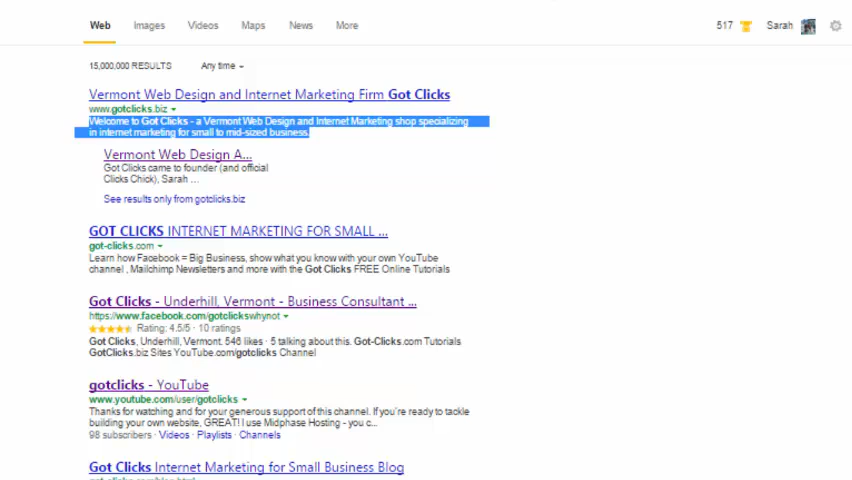 Web Images Videos Maps News More 517 Sarah
15,000,000 RESULTS Any time
Vermont Web Design and Internet Marketing Firm Got Clicks
www.gotclicks.biz
Welcome to Got Clicks - a Vermont Web Design and Internet Marketing shop specializing
in internet marketing for small to mid-sized business.
Vermont Web Design A...
Got Clicks came to founder (and official
Clicks Chick), Sarah ...
See results only from gotclicks.biz
GOT CLICKS INTERNET MARKETING FOR SMALL ...
got-clicks.com
Learn how Facebook = Big Business, show what you know with your own YouTube
channel , Mailchimp Newsletters and more with the Got Clicks FREE Online Tutorials
Got Clicks - Underhill, Vermont - Business Consultant ...
https://www.facebook.com/gotclickswhynot
Rating: 4.5/5 · 10 ratings
Got Clicks, Underhill, Vermont. 546 likes · 5 talking about this. Got-Clicks.com Tutorials
GotClicks.biz Sites YouTube.com/gotclicks Channel
gotclicks - YouTube
www.youtube.com/user/gotclicks
Thanks for watching and for your generous support of this channel. If you're ready to tackle
building your own website, GREAT! I use Midphase Hosting - you c...
98 subscribers · Videos · Playlists · Channels
Got Clicks Internet Marketing for Small Business Blog